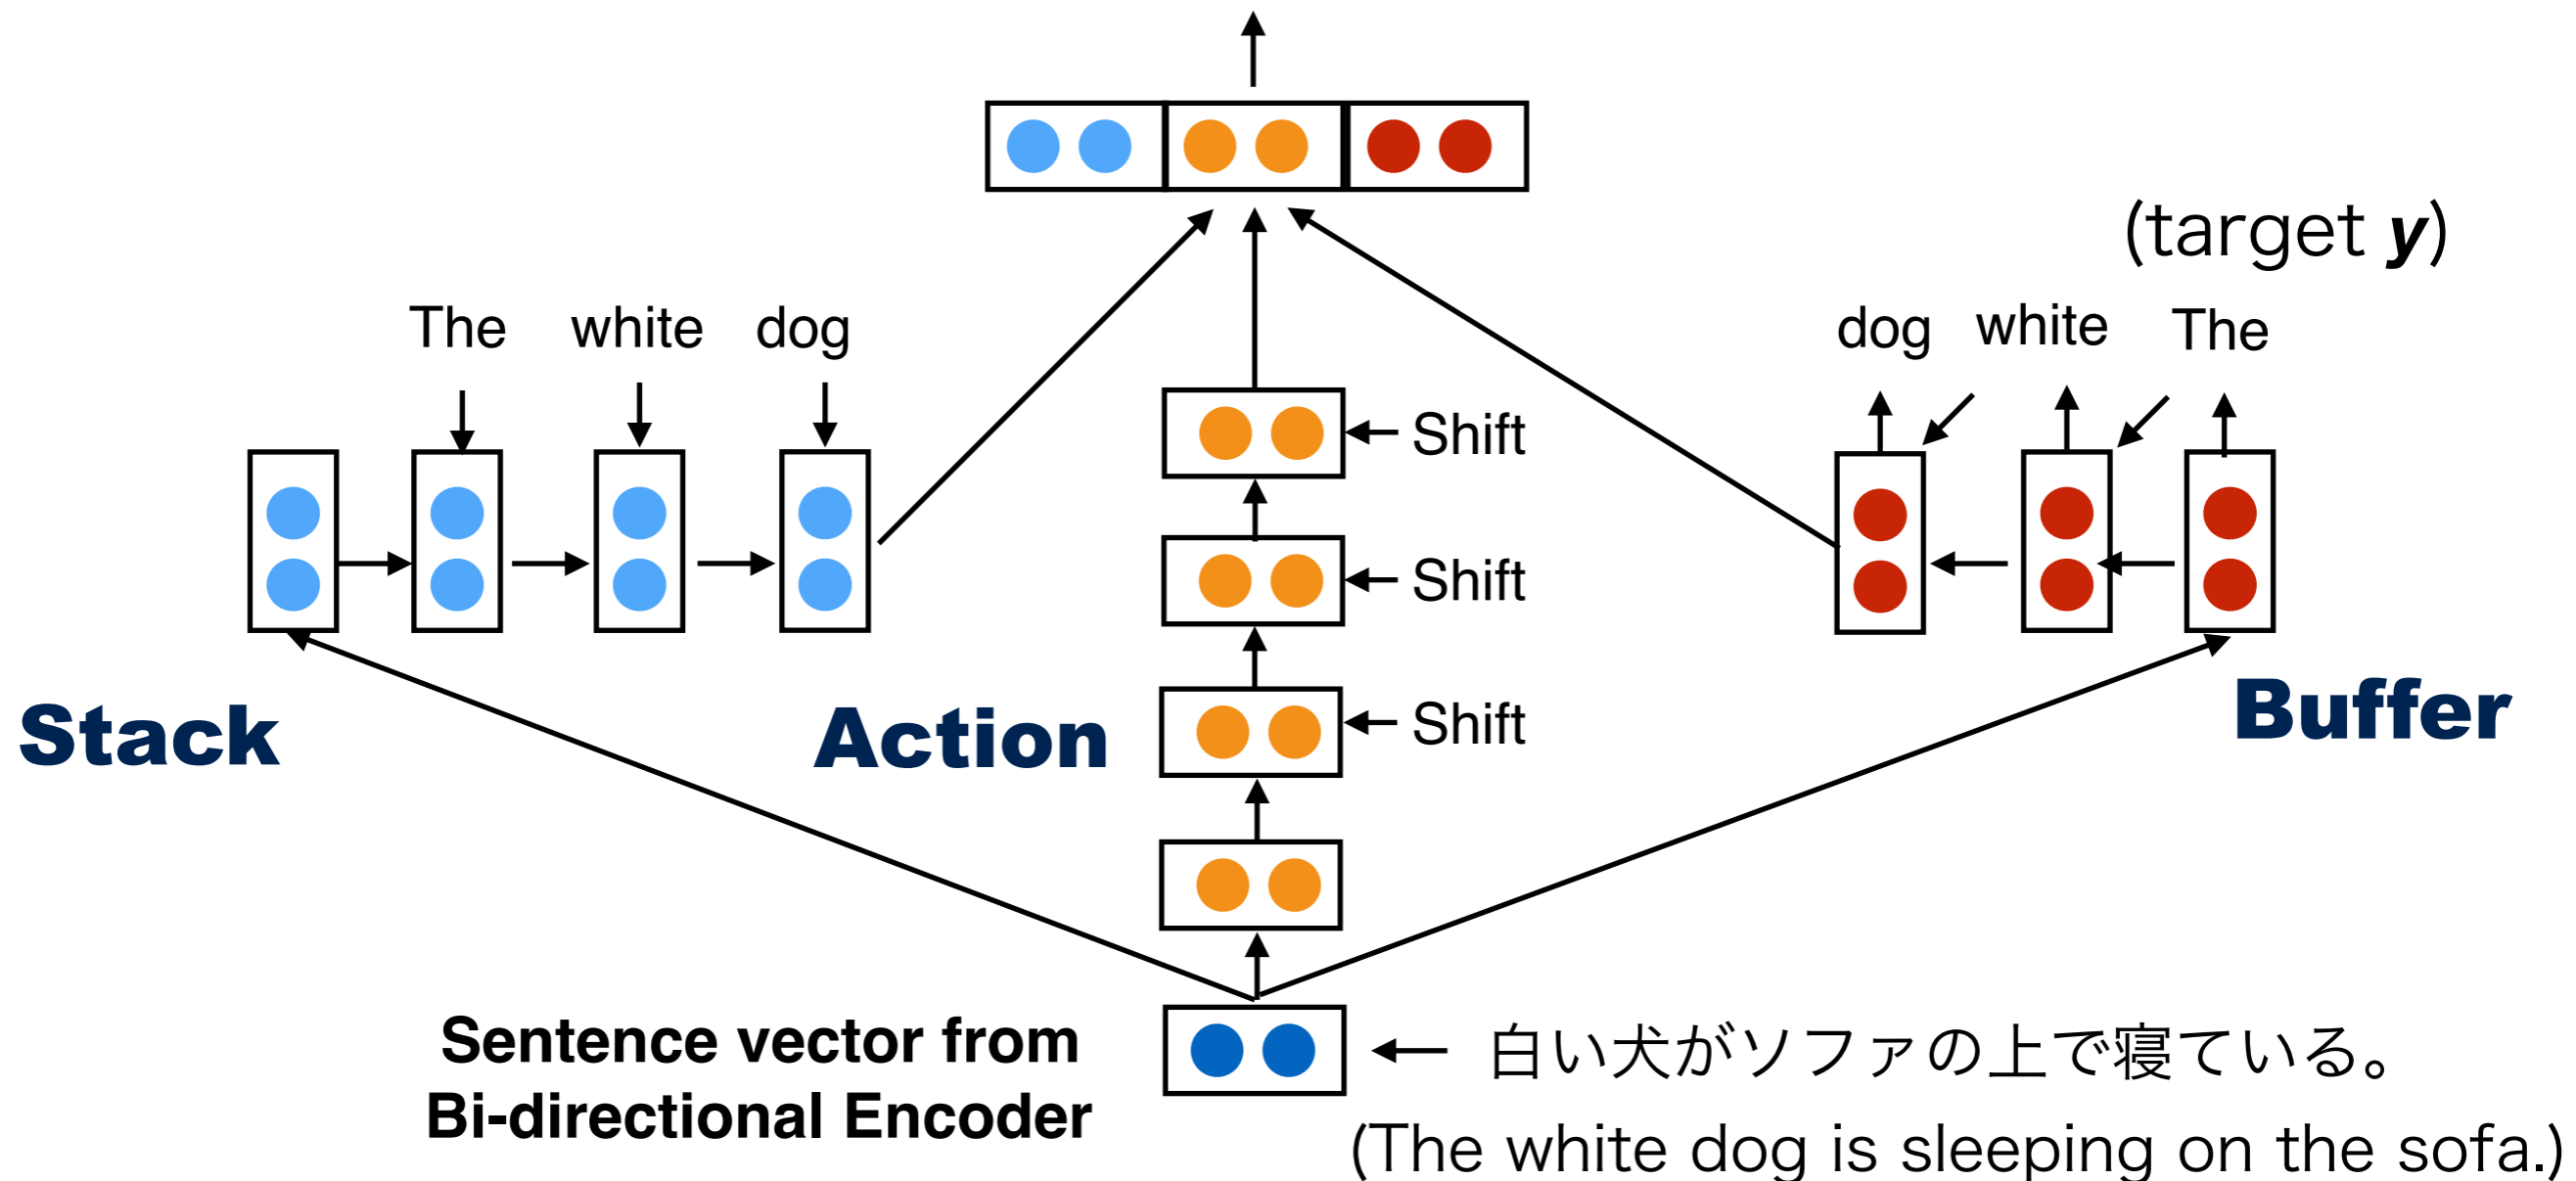 (target y)
The white dog
dog white The
Shift
Shift
Shift
Stack
Action
Buffer
Sentence vector from
Bi-directional Encoder
白い犬がソファの上で寝ている。
(The white dog is sleeping on the sofa.)